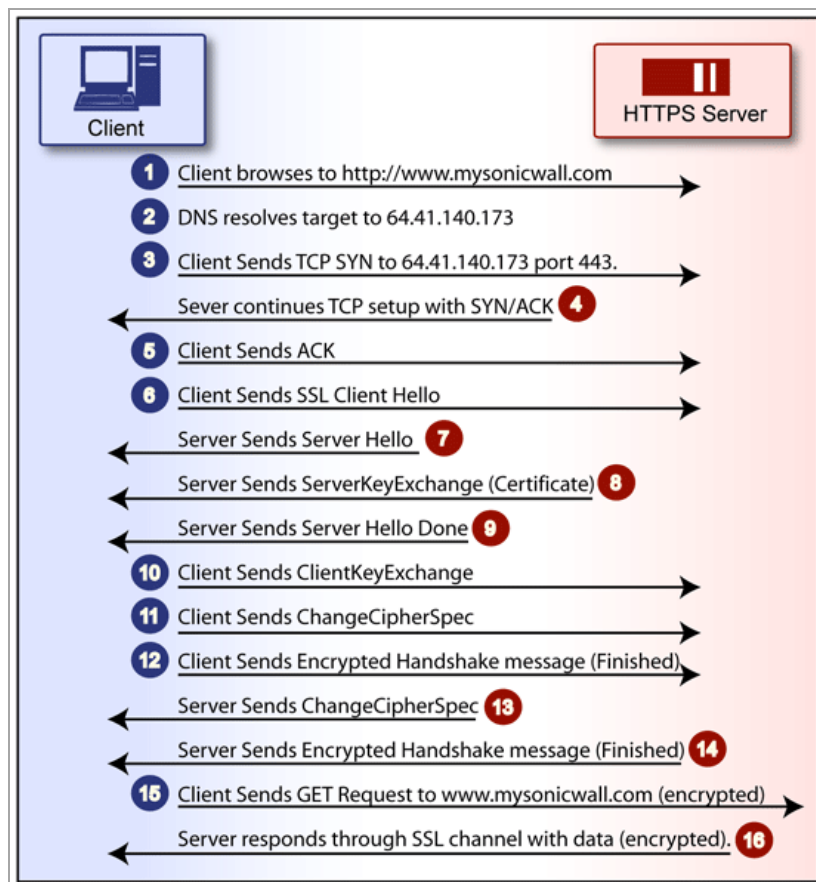 Client
HTTPS Server
1 Client browses to http://www.mysonicwall.com
2 DNS resolves target to 64.41.140.173
3 Client Sends TCP SYN to 64.41.140.173 port 443.
Sever continues TCP setup with SYN/ACK 4
5 Client Sends ACK
6 Client Sends SSL Client Hello
Server Sends Server Hello 7
Server Sends ServerKeyExchange (Certificate) 8
Server Sends Server Hello Done 9
10 Client Sends ClientKeyExchange
11 Client Sends ChangeCipherSpec
12 Client Sends Encrypted Handshake message (Finished)
Server Sends ChangeCipherSpec 13
Server Sends Encrypted Handshake message (Finished) 14
15 Client Sends GET Request to www.mysonicwall.com (encrypted)
Server responds through SSL channel with data (encrypted). 16